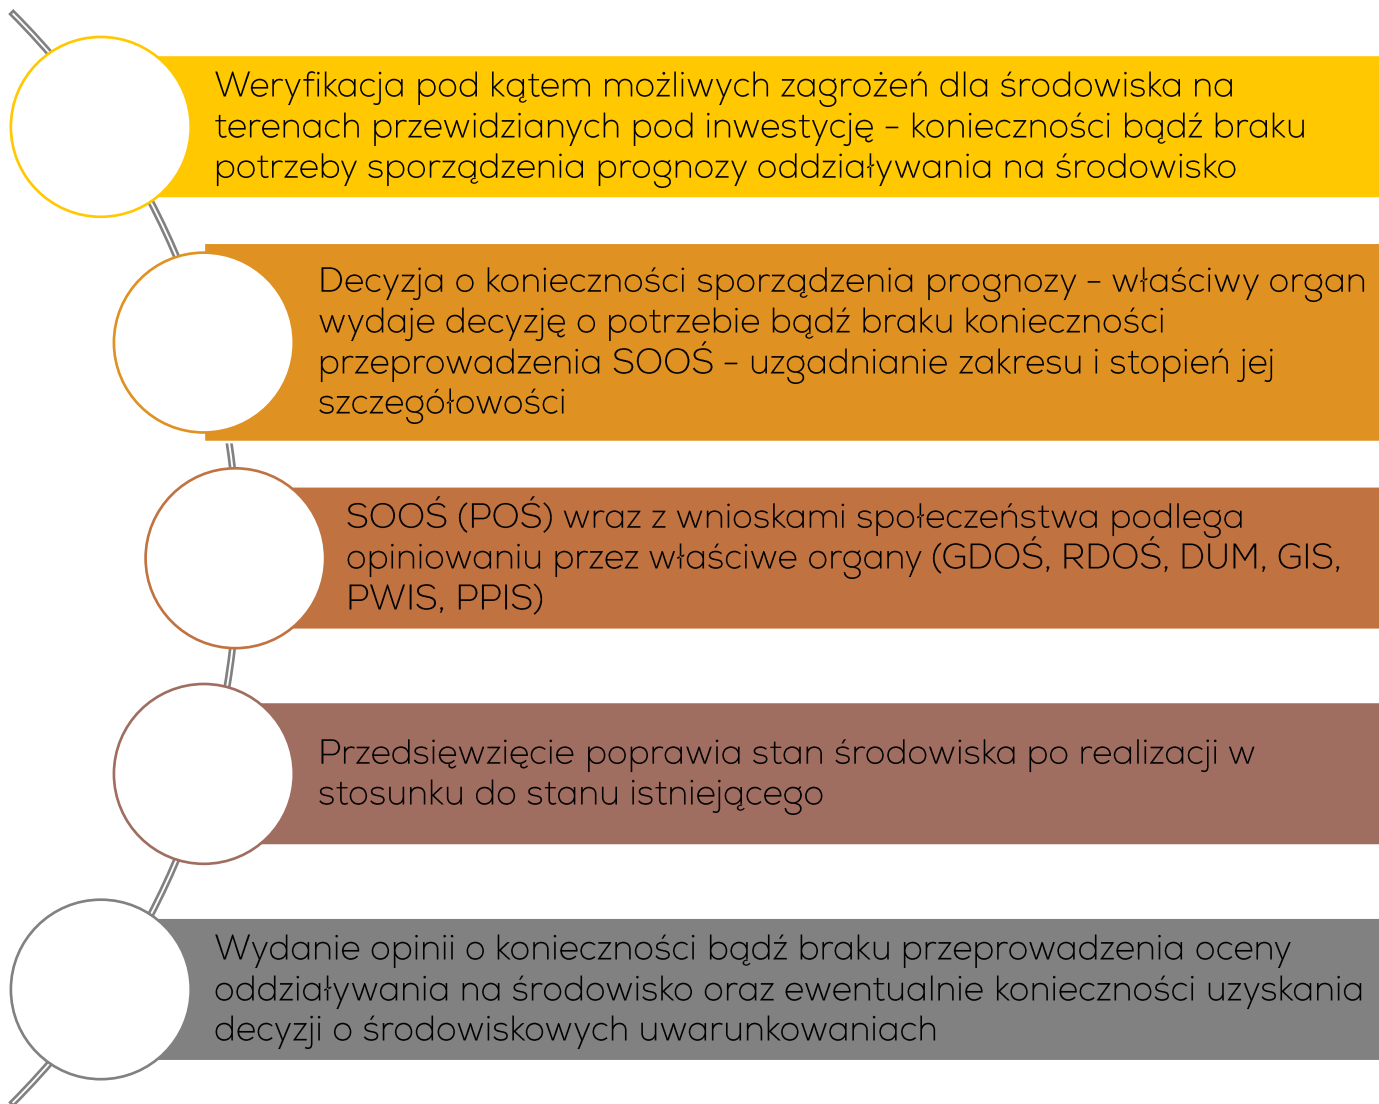 Weryfikacja pod kątem możliwych zagrożeń dla środowiska na
terenach przewidzianych pod inwestycję - konieczności bądź braku
potrzeby sporządzenia prognozy oddziaływania na środowisko
Decyzja o konieczności sporządzenia prognozy - właściwy organ
wydaje decyzję o potrzebie bądź braku konieczności
przeprowadzenia SOOŚ - uzgadnianie zakresu i stopień jej
szczegółowości
SOOŚ (POŚ) wraz z wnioskami społeczeństwa podlega
opiniowaniu przez właściwe organy (GDOŚ, RDOŚ, DUM, GIS,
PWIS, PPIS)
Przedsięwzięcie poprawia stan środowiska po realizacji w
stosunku do stanu istniejącego
Wydanie opinii o konieczności bądź braku przeprowadzenia oceny
oddziaływania na środowisko oraz ewentualnie konieczności uzyskania
decyzji o środowiskowych uwarunkowaniach